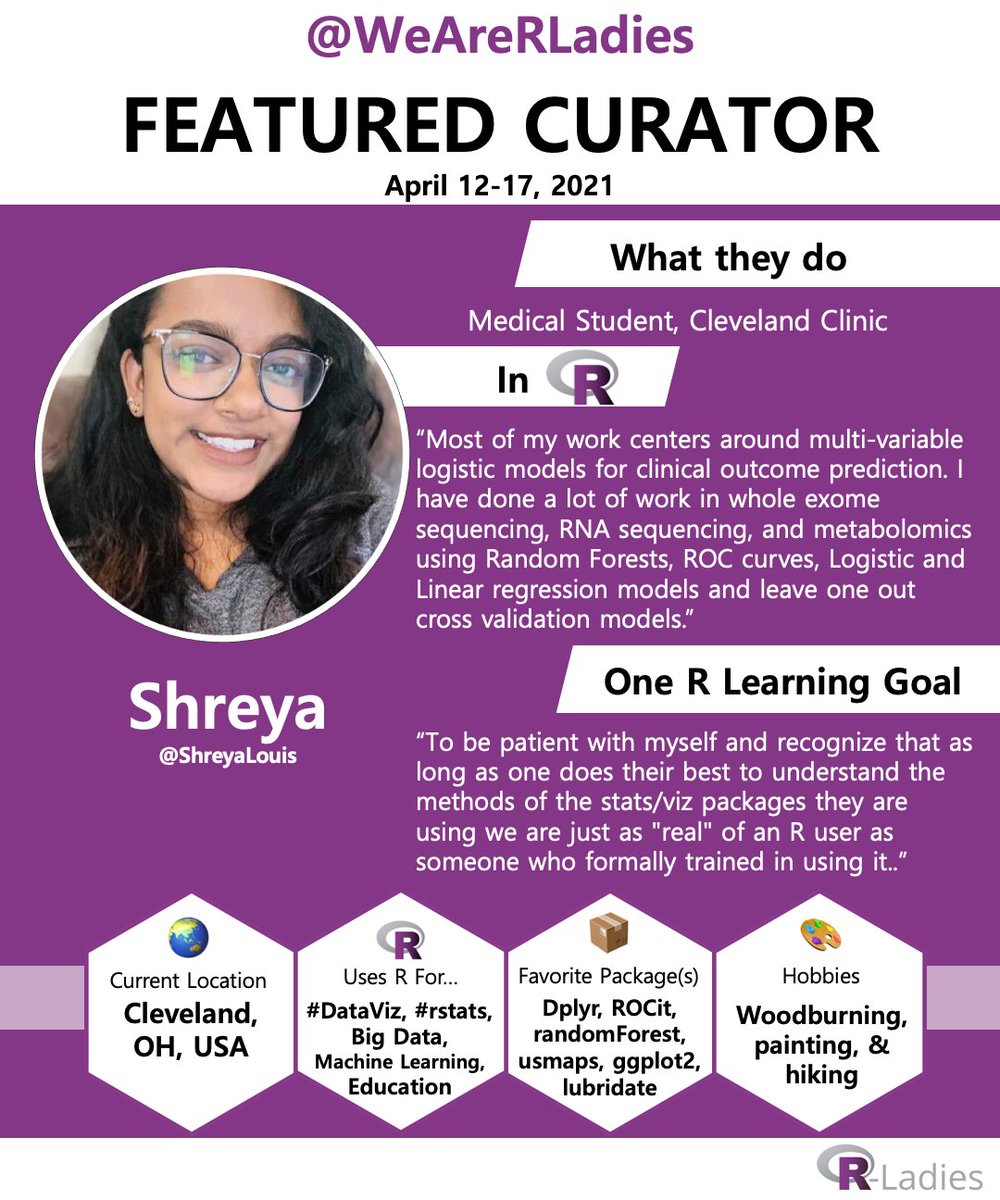 @WeAreRLadies
FEATURED CURATOR
April 12-17, 2021
What they do
Medical Student, Cleveland Clinic
In R
“Most of my work centers around multi-variable
logistic models for clinical outcome prediction. I
have done a lot of work in whole exome
sequencing, RNA sequencing, and metabolomics
using Random Forests, ROC curves, Logistic and
Linear regression models and leave one out
cross validation models.”
Shreya
@ShreyaLouis
One R Learning Goal
“To be patient with myself and recognize that as
long as one does their best to understand the
methods of the stats/viz packages they are
using we are just as "real" of an R user as
someone who formally trained in using it..”
Current Location
Cleveland,
OH, USA
R
Uses R For...
#DataViz, #rstats,
Big Data,
Machine Learning,
Education
Favorite Package(s)
Dplyr, ROCit,
randomForest,
usmaps, ggplot2,
lubridate
Hobbies
Woodburning,
painting, &
hiking
R-Ladies